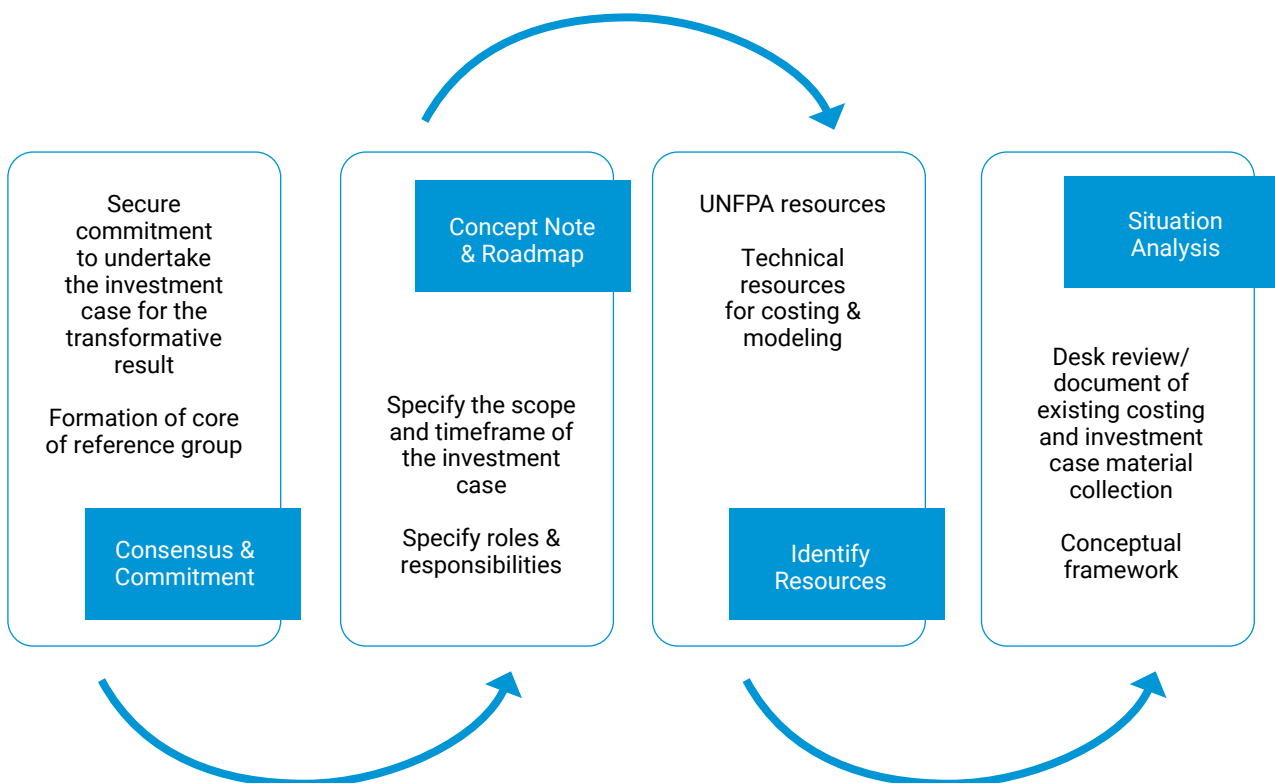 Secure
commitment
to undertake
the investment
case for the
transformative
result
Formation of core
of reference group
Consensus &
Commitment
Concept Note
& Roadmap
Specify the scope
and timeframe of
the investment
case
Specify roles &
responsibilities
UNFPA resources
Technical
resources
for costing &
modeling
Identify
Resources
Situation
Analysis
Desk review/
document of
existing costing
and investment
case material
collection
Conceptual
framework